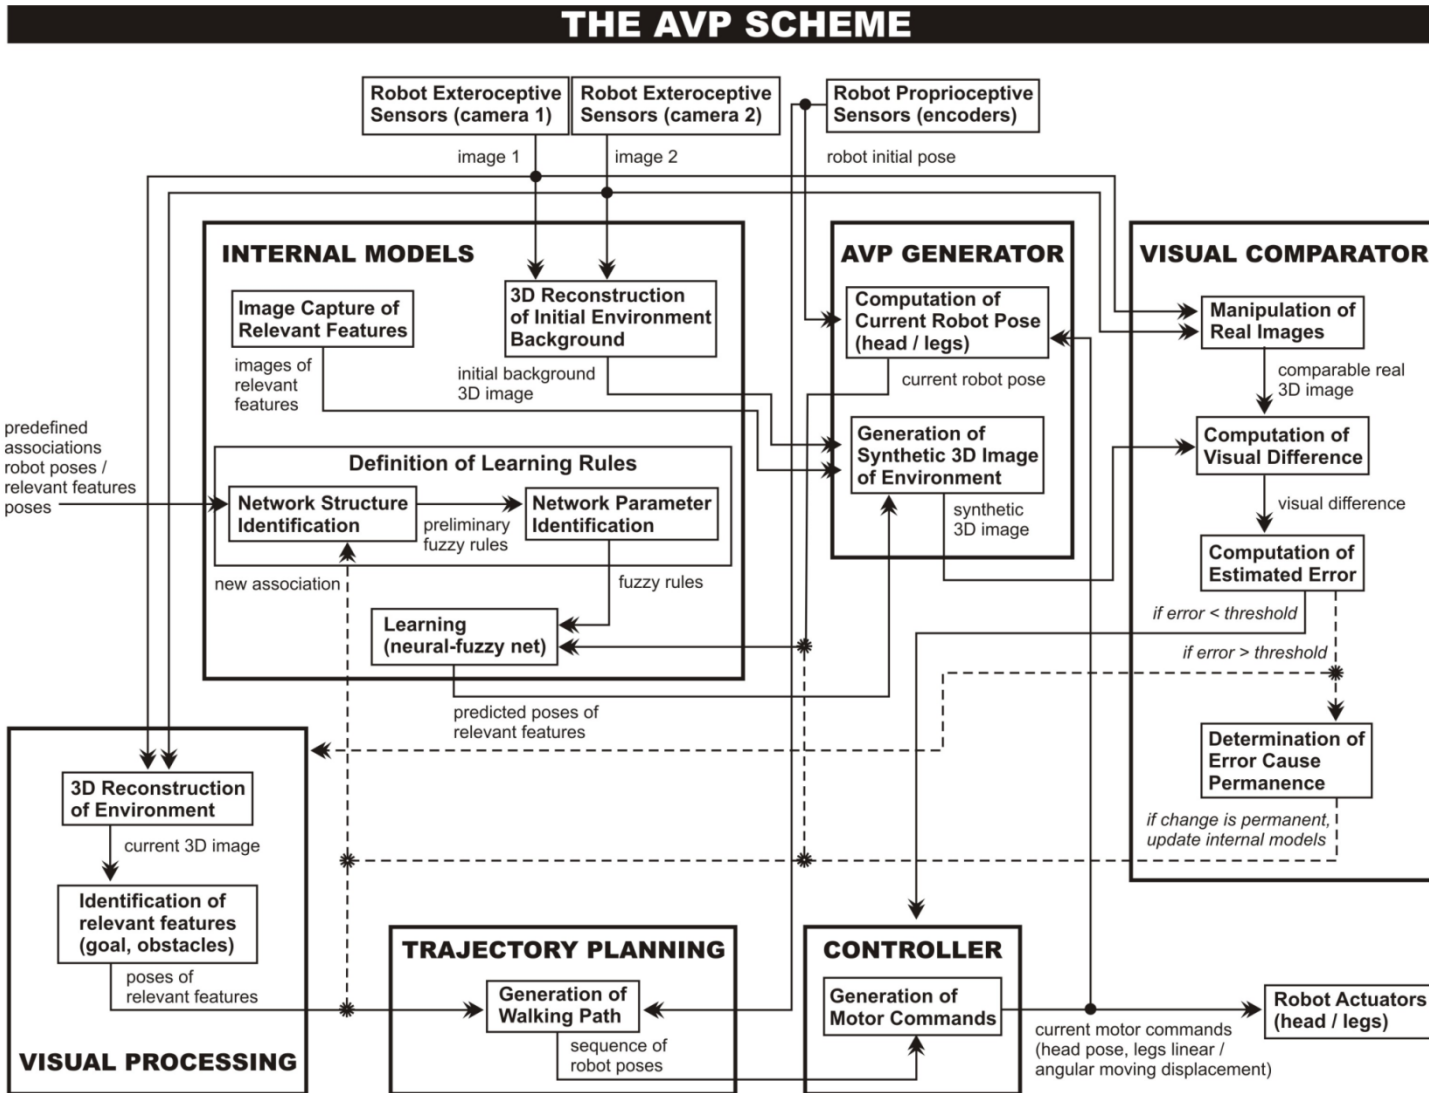 THE AVP SCHEME
Robot Exteroceptive
Sensors (camera 1)
Robot Exteroceptive
Sensors (camera 2)
Robot Proprioceptive
Sensors (encoders)
image 1
image 2
robot initial pose
INTERNAL MODELS
Image Capture of
Relevant Features
images of
relevant
features
3D Reconstruction
of Initial Environment
Background
initial background
3D image
predefined
associations
robot poses /
relevant features
poses
Definition of Learning Rules
Network Structure
Identification
preliminary
fuzzy rules
Network Parameter
Identification
new association
fuzzy rules
Learning
(neural-fuzzy net)
predicted poses of
relevant features
AVP GENERATOR
Computation of
Current Robot Pose
(head / legs)
current robot pose
Generation of
Synthetic 3D Image
of Environment
synthetic
3D image
VISUAL COMPARATOR
Manipulation of
Real Images
comparable real
3D image
Computation of
Visual Difference
visual difference
Computation of
Estimated Error
if error < threshold
if error > threshold
Determination of
Error Cause
Permanence
if change is permanent,
update internal models
3D Reconstruction
of Environment
current 3D image
Identification of
relevant features
(goal, obstacles)
poses of
relevant features
VISUAL PROCESSING
TRAJECTORY PLANNING
Generation of
Walking Path
sequence of
robot poses
CONTROLLER
Generation of
Motor Commands
current motor commands
(head pose, legs linear /
angular moving displacement)
Robot Actuators
(head / legs)